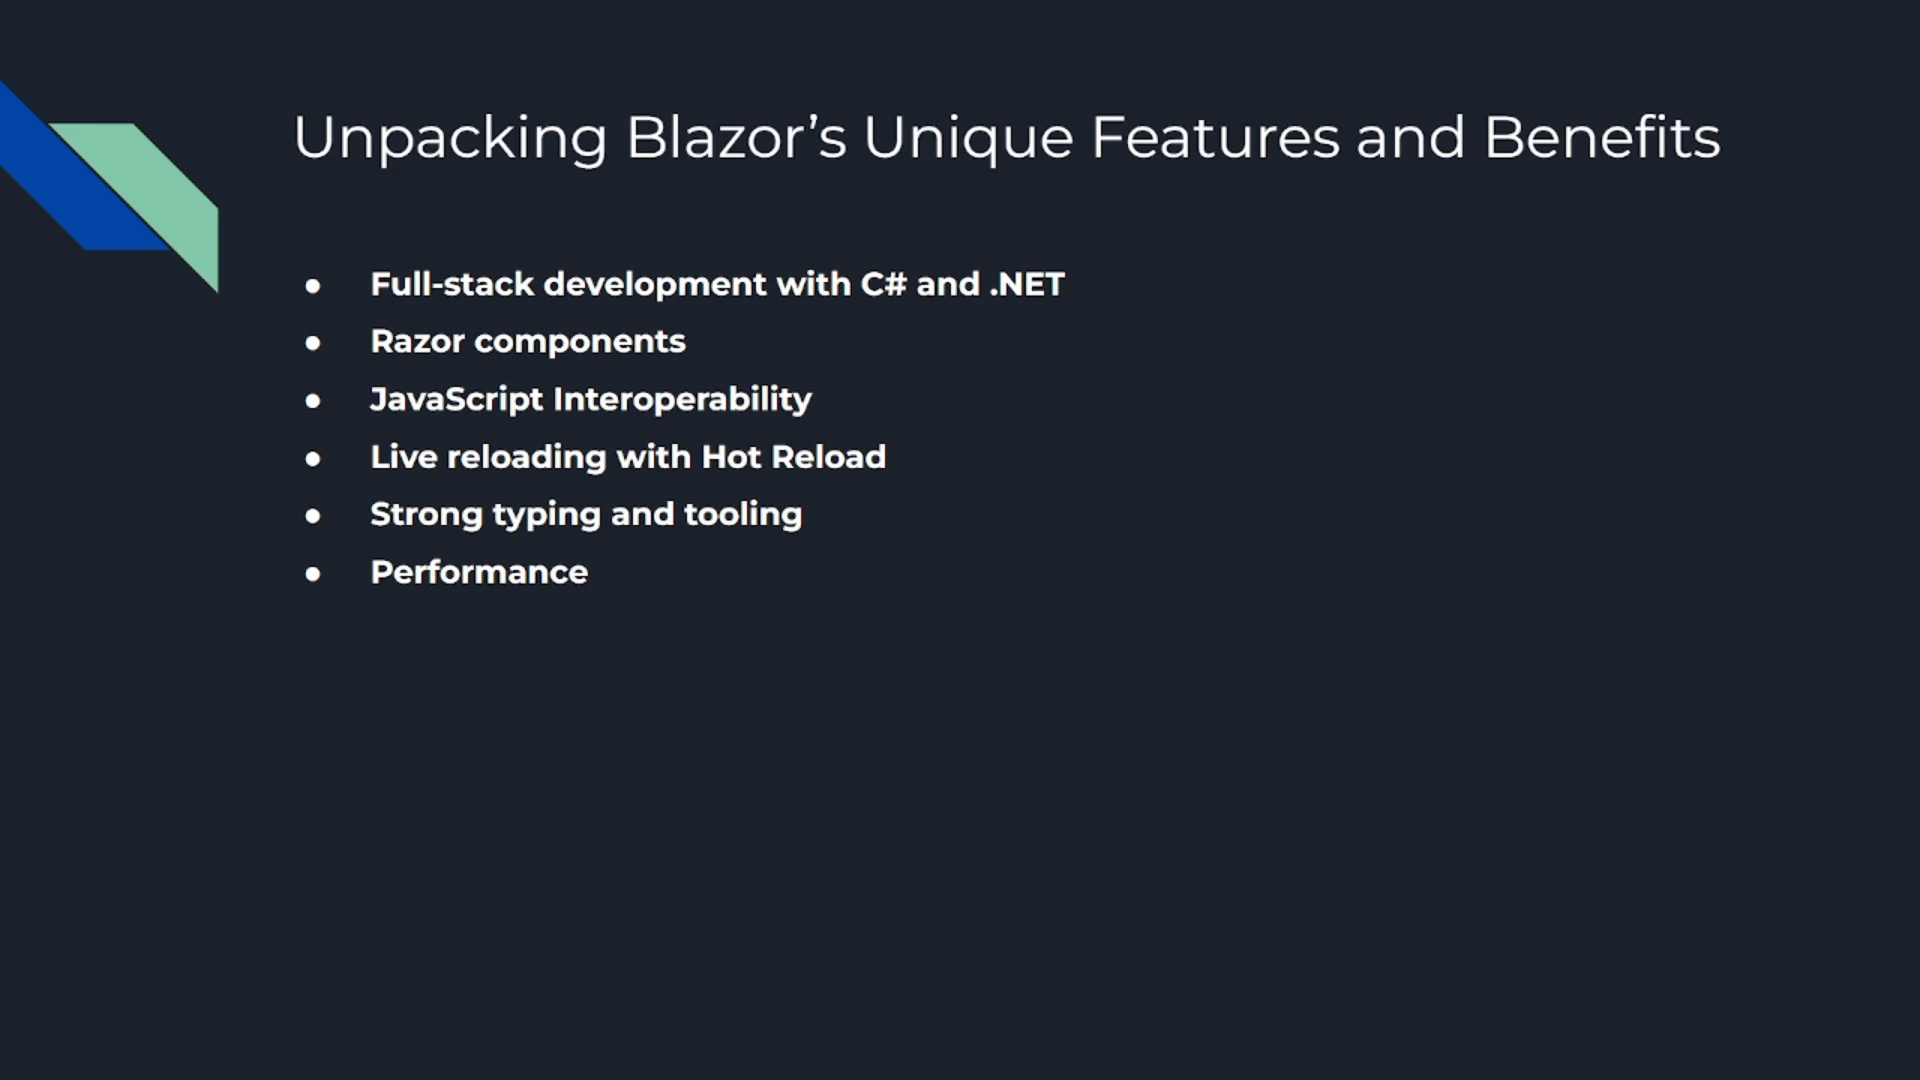 Unpacking Blazor’s Unique Features and Benefits
● Full-stack development with C# and .NET
● Razor components
● JavaScript Interoperability
● Live reloading with Hot Reload
● Strong typing and tooling
● Performance